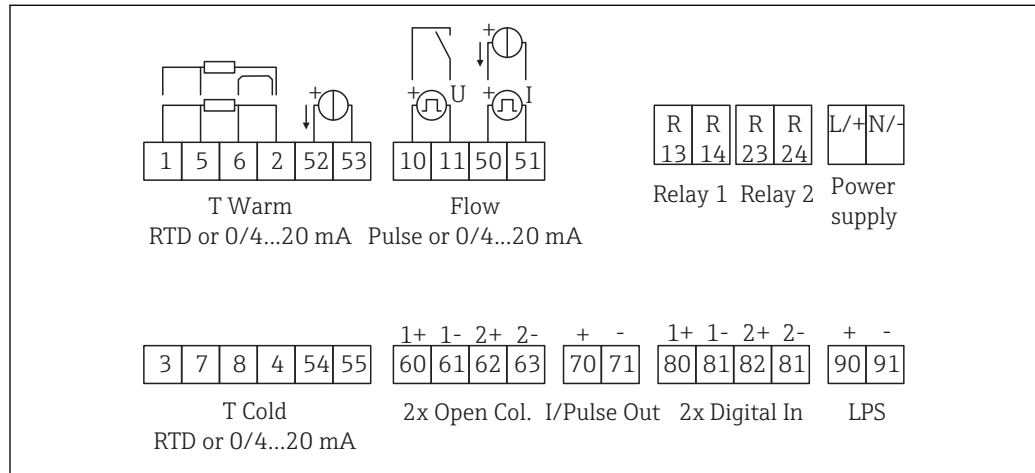 + U + I
+
+
1 5 6 2 52 53
10 11 50 51
R 13 R 14 R 23 R 24
L/+ N/-
T Warm
RTD or 0/4...20 mA
Flow
Pulse or 0/4...20 mA
Relay 1
Relay 2
Power
supply
3 7 8 4 54 55
T Cold
RTD or 0/4...20 mA
1+ 1- 2+ 2-
60 61 62 63
2x Open Col.
+ -
70 71
I/Pulse Out
1+ 1- 2+ 2-
80 81 82 81
2x Digital In
+ -
90 91
LPS